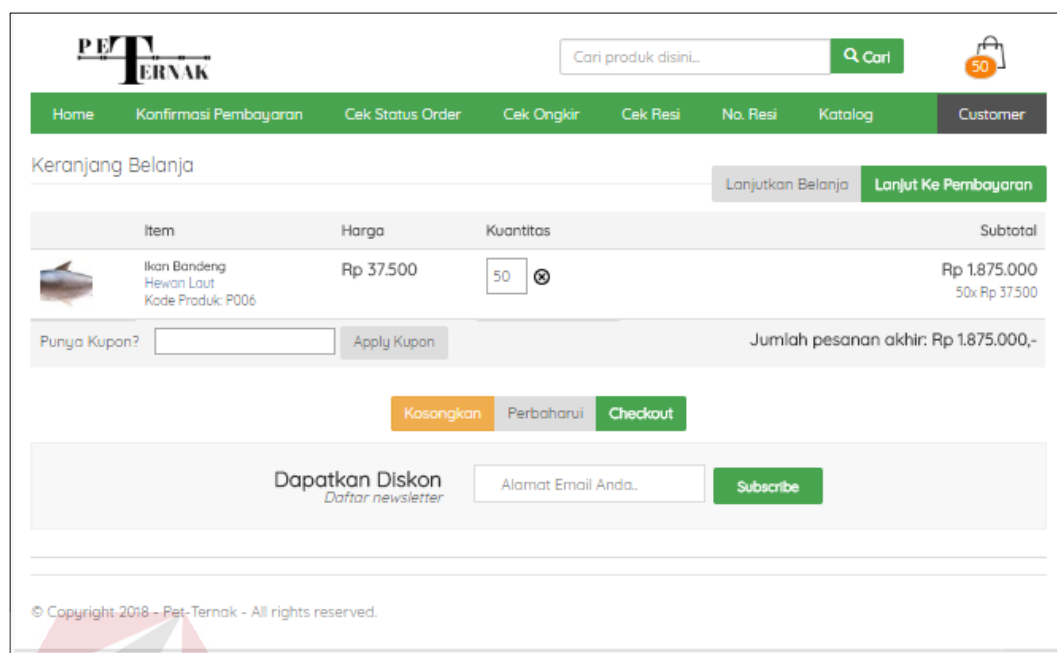 PET TERNAK
Cari produk disini..
Cari
50
Home Konfirmasi Pembayaran Cek Status Order Cek Ongkir Cek Resi No. Resi Katalog Customer
Keranjang Belanja
Lanjutkan Belanja Lanjut Ke Pembayaran
Item Harga Kuantitas Subtotal
Ikan Bandeng Rp 37.500 50 Rp 1.875.000
Hewan Laut 50x Rp 37.500
Kode Produk: P006
Punya Kupon? Apply Kupon Jumlah pesanan akhir: Rp 1.875.000,-
Kosongkan Perbaharui Checkout
Dapatkan Diskon Alamat Email Anda.. Subscribe
Daftar newsletter
© Copyright 2018 - Pet-Ternak - All rights reserved.